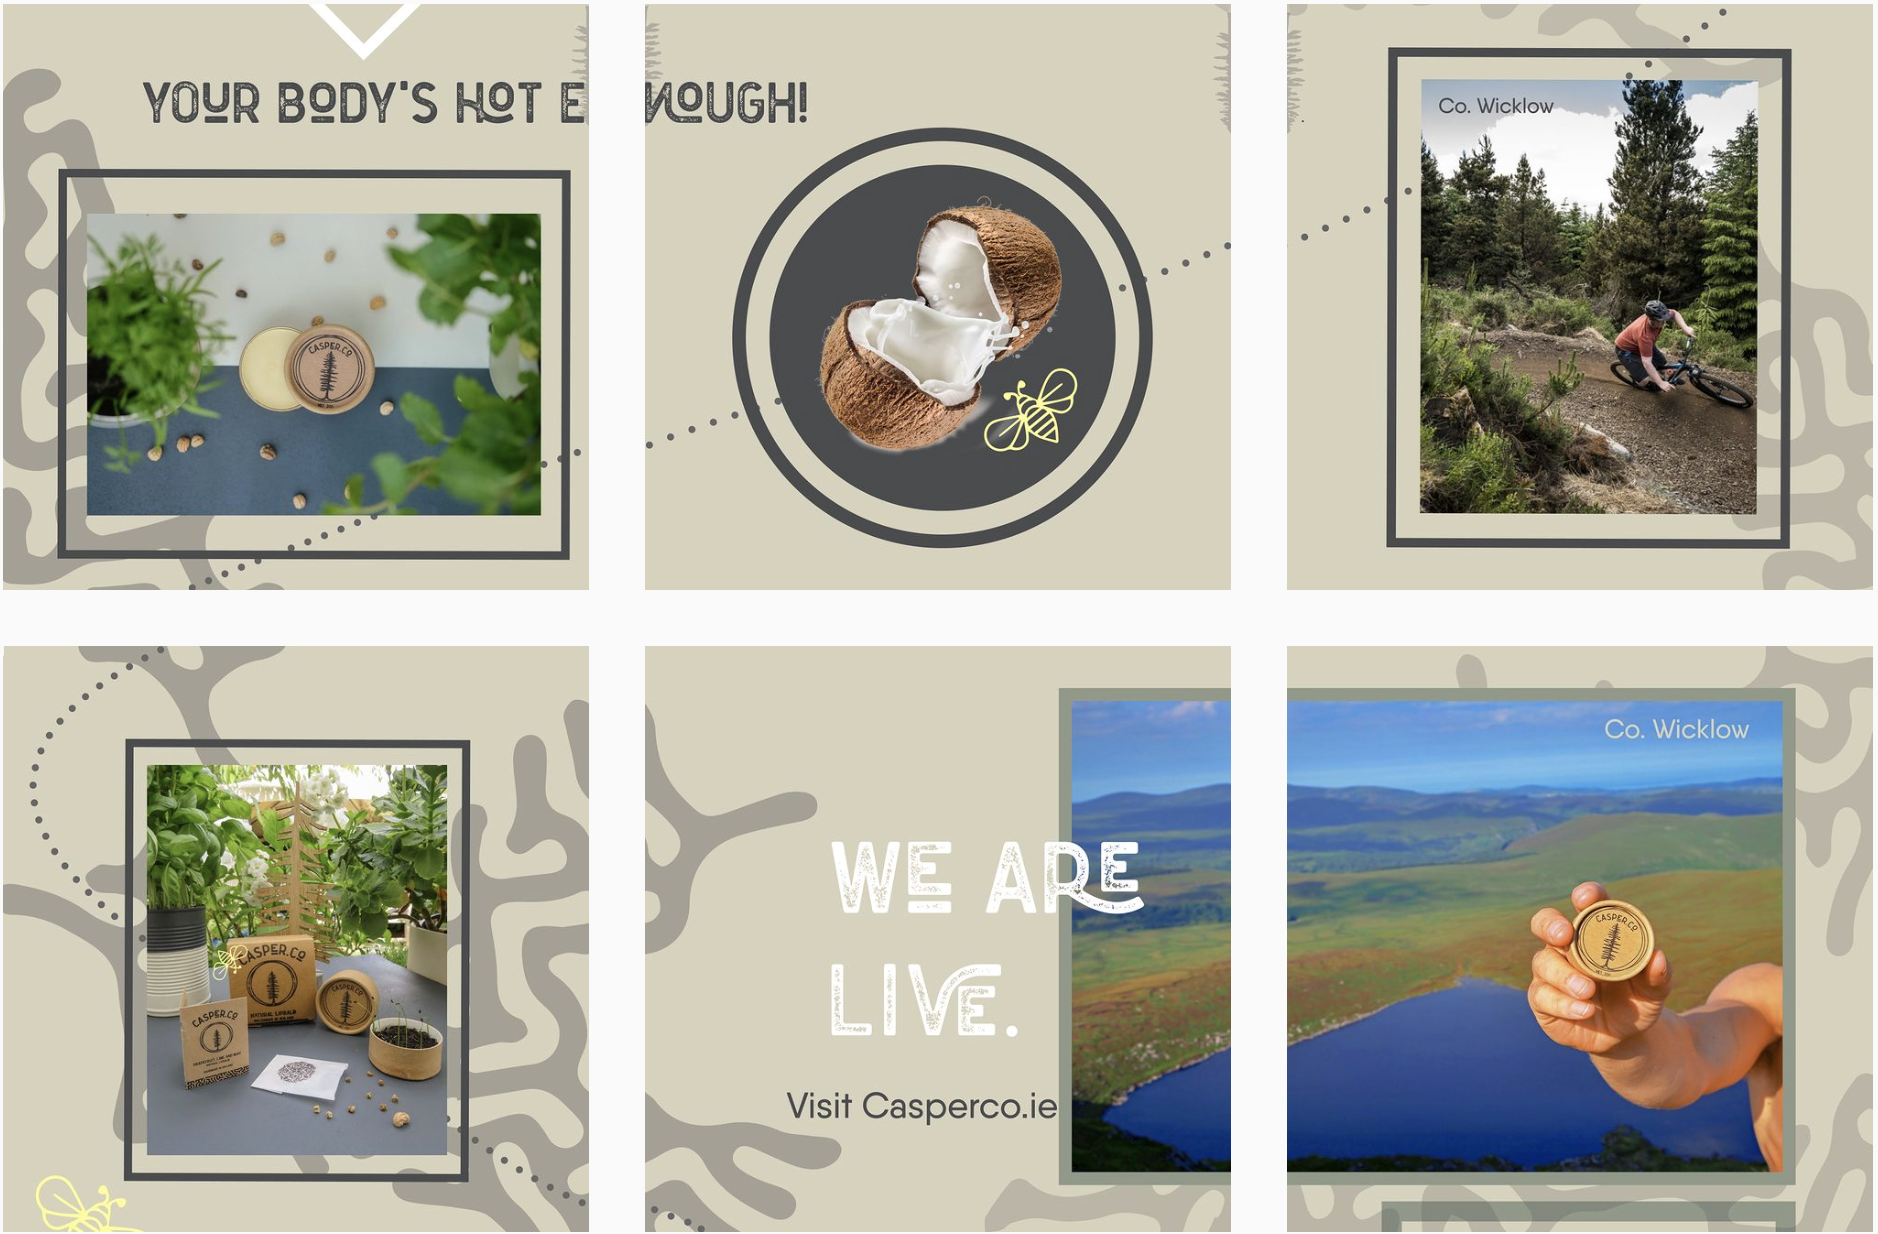 YOUR BODY'S HOT ENOUGH!
Co. Wicklow
CASPER.CO
CASPER.CO
NATURAL LIPBALM
CASPER.CO
CASPER.CO
WE ARE
LIVE.
Visit Casperco.ie
Co. Wicklow
CASPER.CO